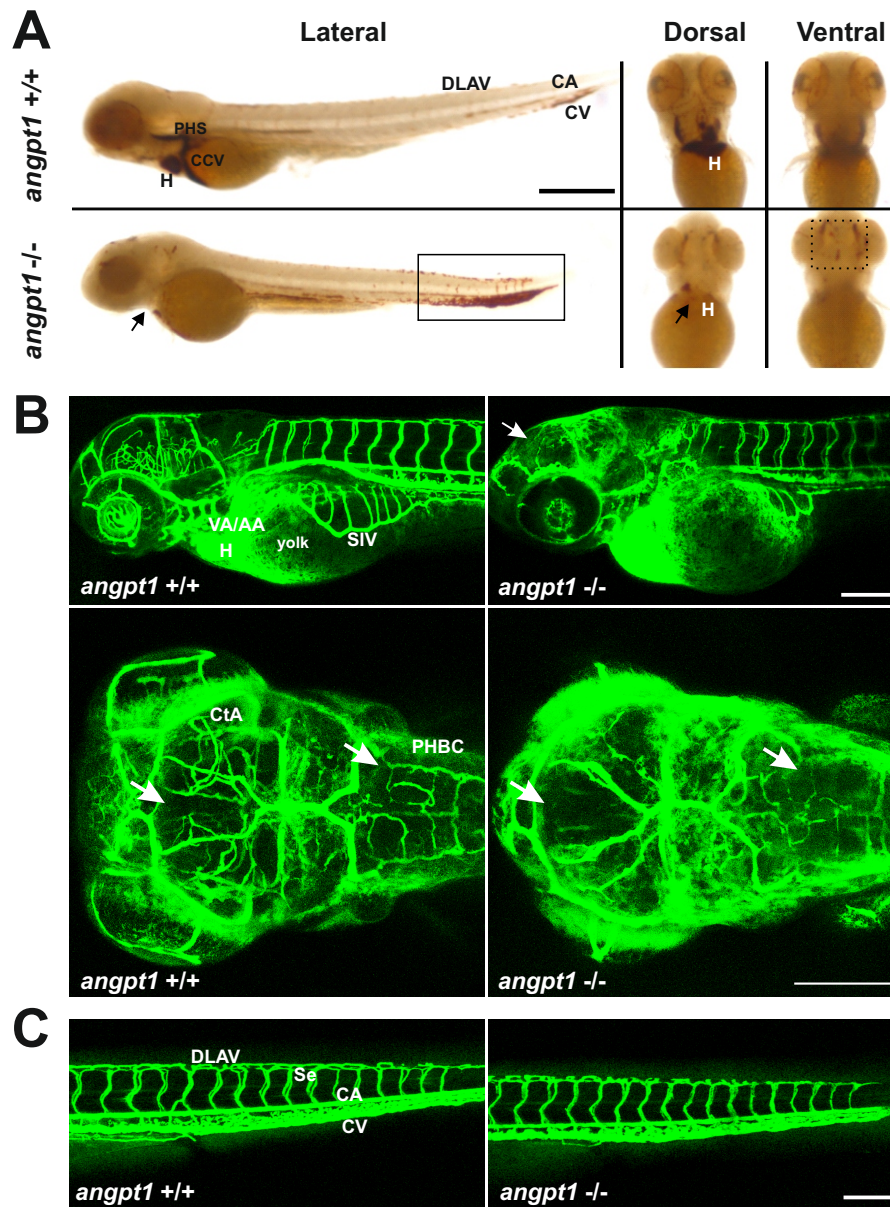 A
Lateral
Dorsal
Ventral
angpt1 +/+
DLAV
CA
CV
PHS
CCV
H
H
angpt1 -/-
H
B
VA/AA
H
yolk
SIV
angpt1 +/+
angpt1 -/-
CtA
PHBC
angpt1 +/+
angpt1 -/-
C
DLAV
Se
CA
CV
angpt1 +/+
angpt1 -/-